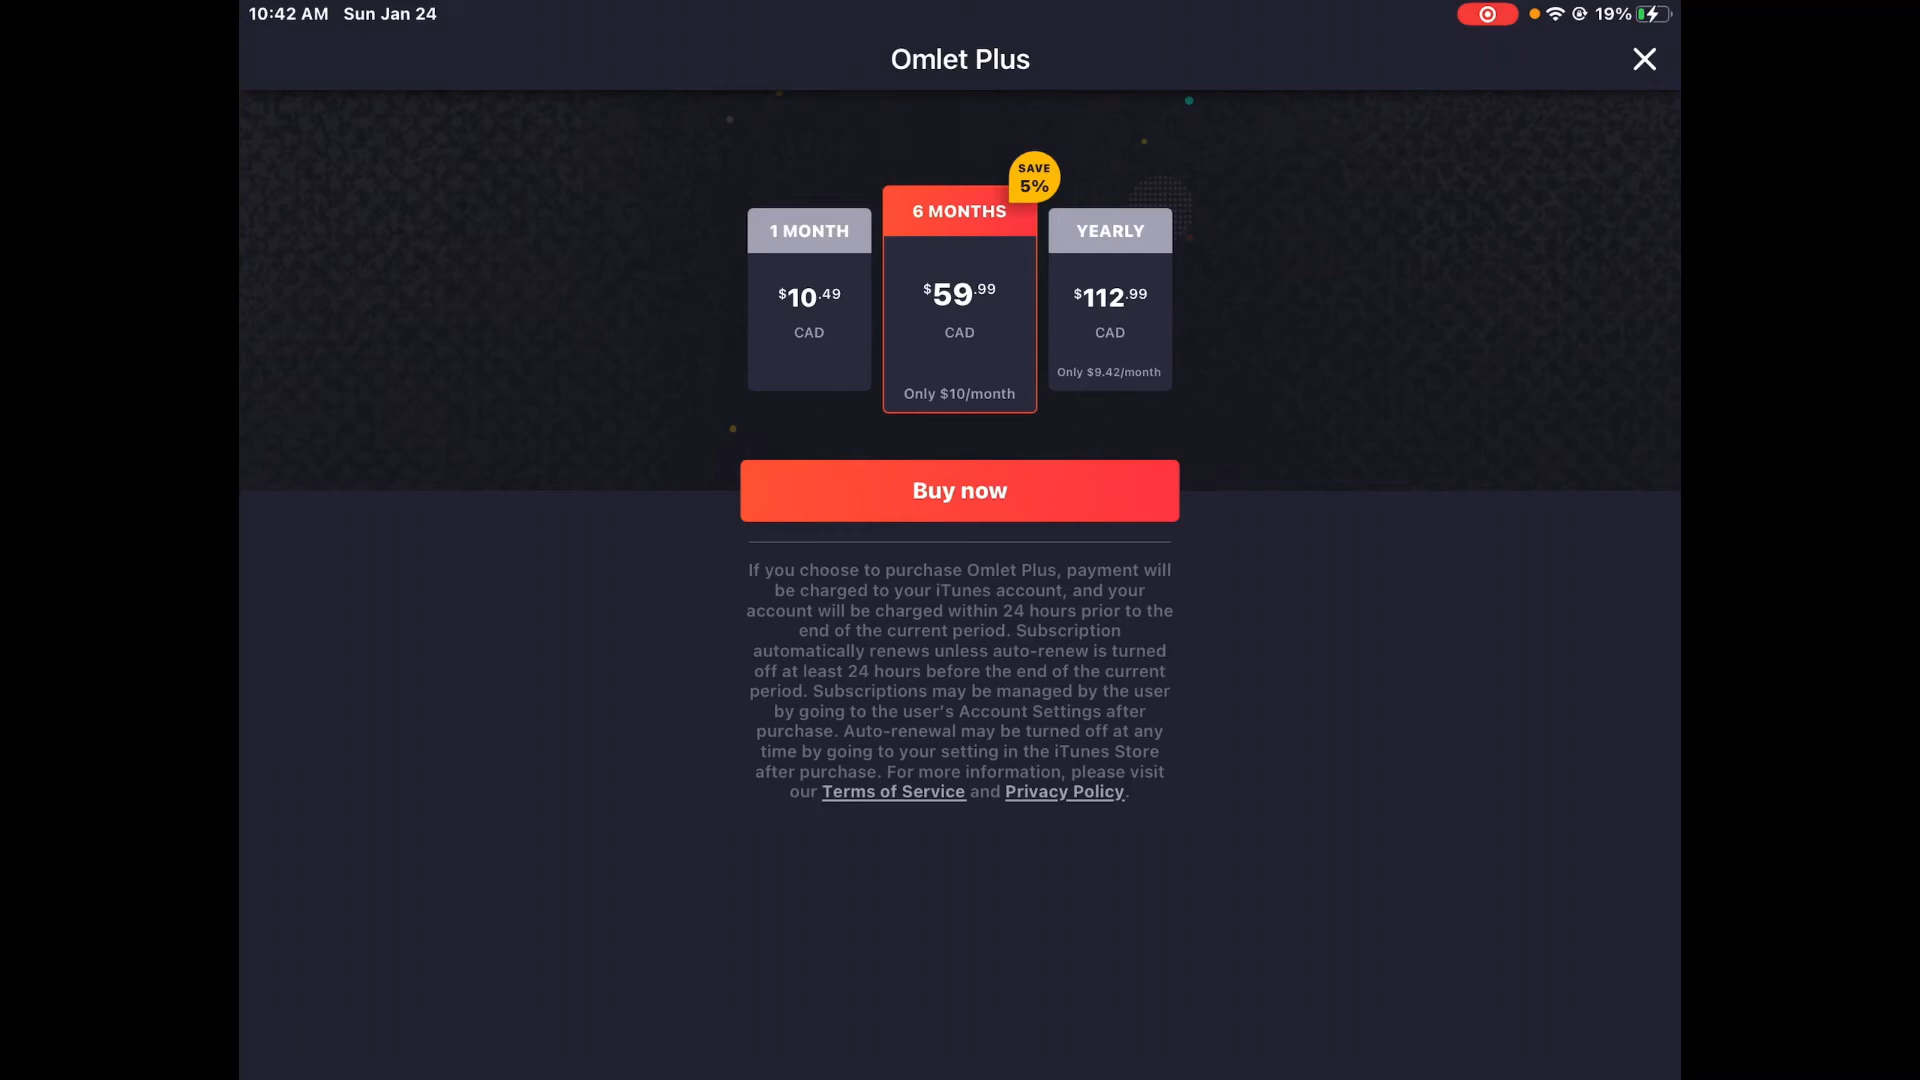 10:42 AM Sun Jan 24
19%
Omlet Plus
SAVE
5%
1 MONTH
6 MONTHS
YEARLY
$10.49
$59.99
$112.99
CAD
CAD
CAD
Only $10/month
Only $9.42/month
Buy now
If you choose to purchase Omlet Plus, payment will
be charged to your iTunes account, and your
account will be charged within 24 hours prior to the
end of the current period. Subscription
automatically renews unless auto-renew is turned
off at least 24 hours before the end of the current
period. Subscriptions may be managed by the user
by going to the user’s Account Settings after
purchase. Auto-renewal may be turned off at any
time by going to your setting in the iTunes Store
after purchase. For more information, please visit
our Terms of Service and Privacy Policy.